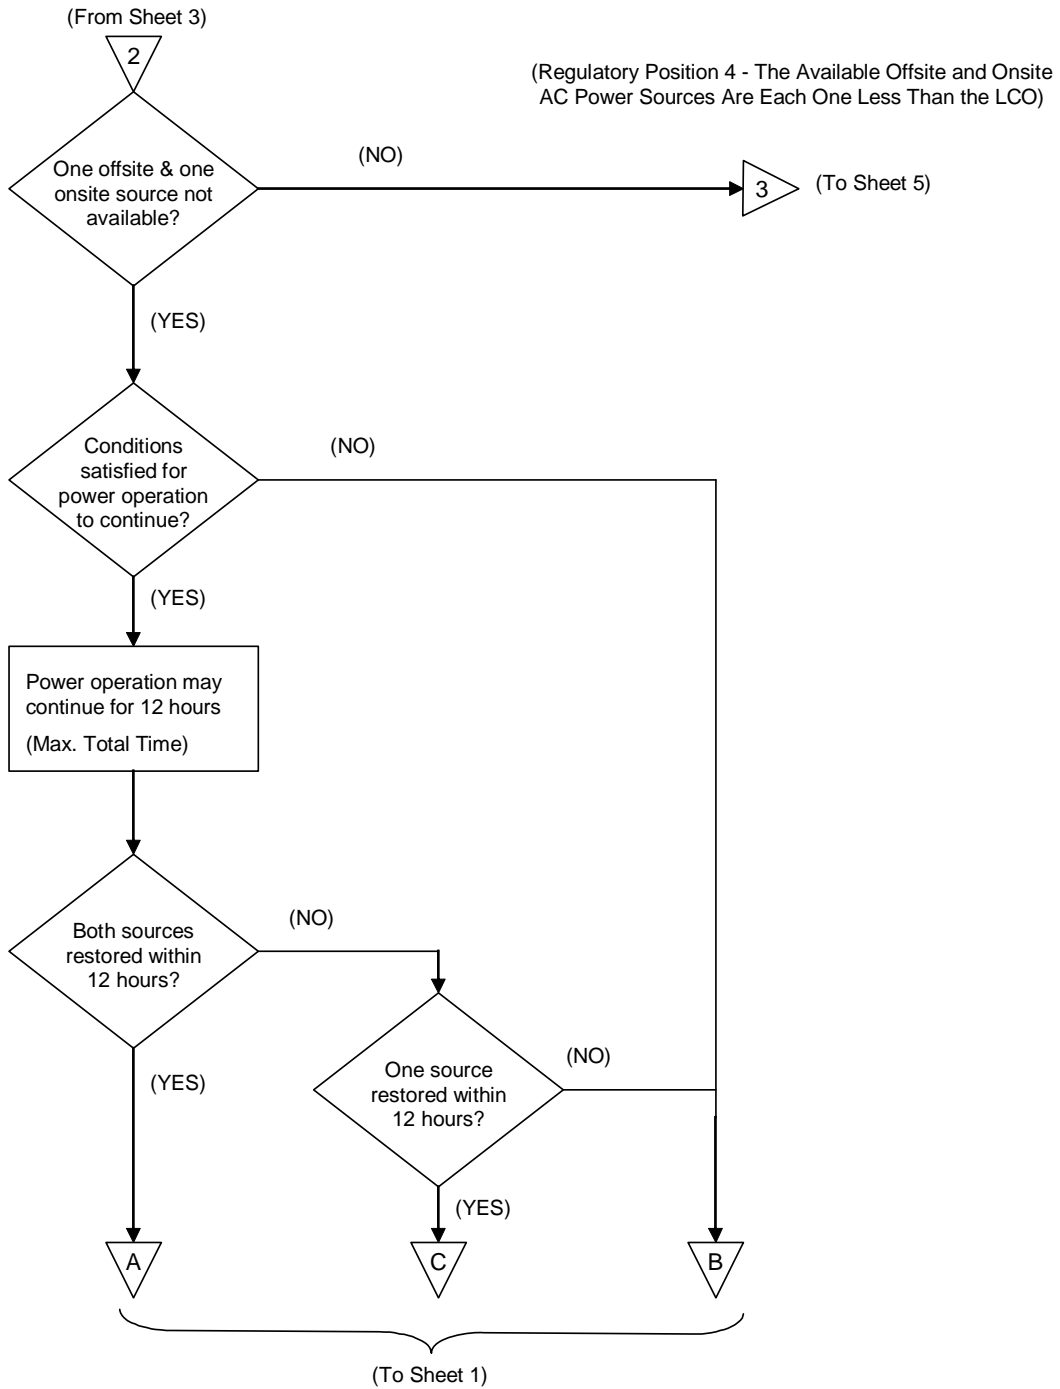 (From Sheet 3)
2
(Regulatory Position 4 - The Available Offsite and Onsite
AC Power Sources Are Each One Less Than the LCO)
One offsite & one
onsite source not
available?
(NO)
3
(To Sheet 5)
(YES)
Conditions
satisfied for
power operation
to continue?
(NO)
(YES)
Power operation may
continue for 12 hours
(Max. Total Time)
Both sources
restored within
12 hours?
(NO)
(YES)
One source
restored within
12 hours?
(NO)
(YES)
A
C
B
(To Sheet 1)